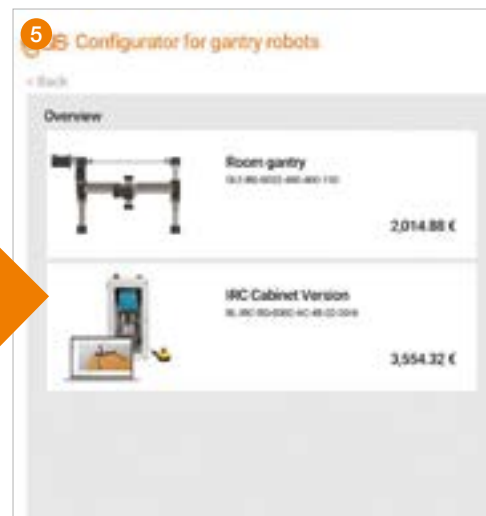 5
Configurator for gantry robots
< Back
Overview
Room gantry
2,014.88 €
IRC Cabinet Version
3,554.32 €